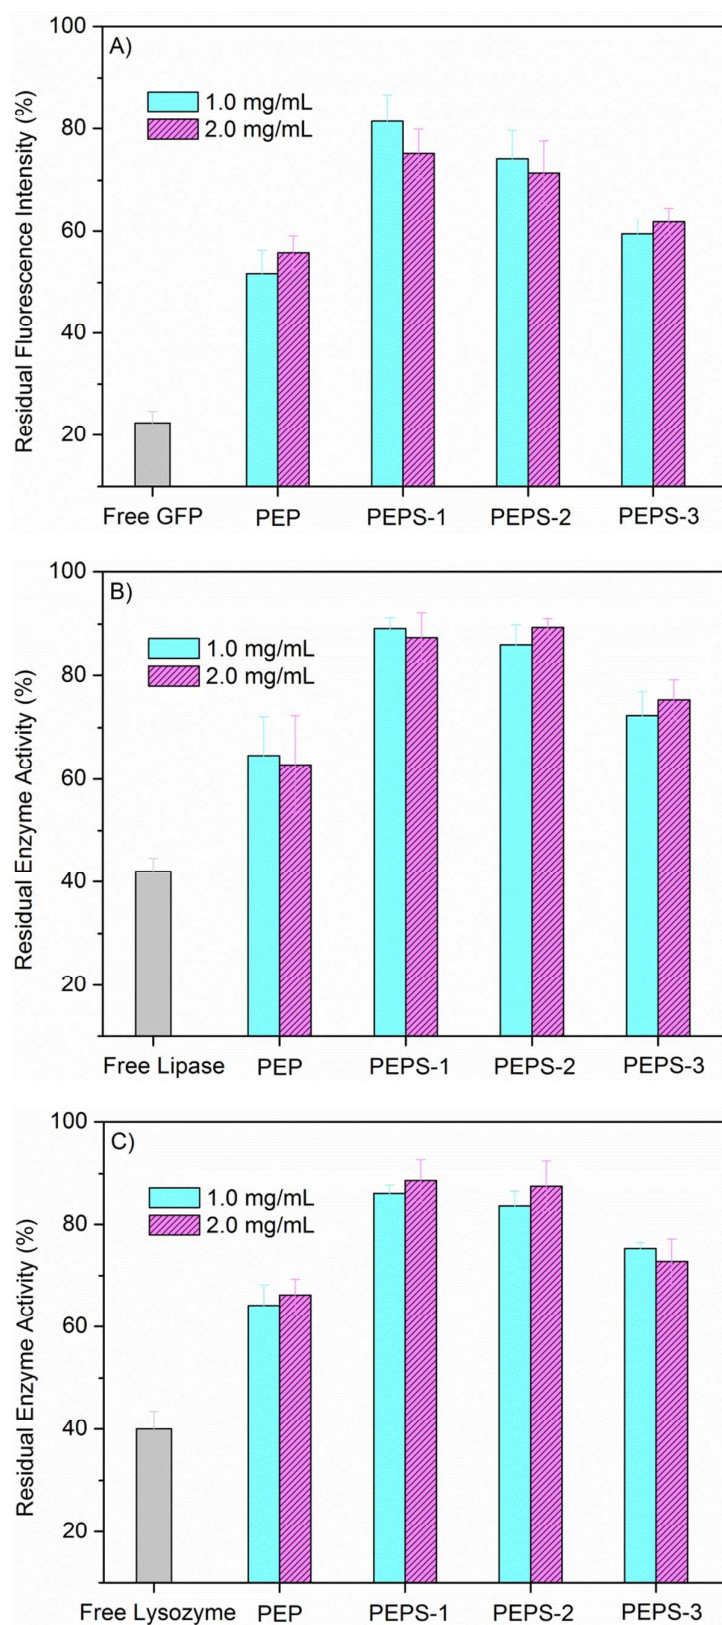 A)
1.0 mg/mL
2.0 mg/mL
Residual Fluorescence Intensity (%)
100
80
60
40
20
Free GFP PEP PEPS-1 PEPS-2 PEPS-3
B)
1.0 mg/mL
2.0 mg/mL
Residual Enzyme Activity (%)
100
80
60
40
20
Free Lipase PEP PEPS-1 PEPS-2 PEPS-3
C)
1.0 mg/mL
2.0 mg/mL
Residual Enzyme Activity (%)
100
80
60
40
20
Free Lysozyme PEP PEPS-1 PEPS-2 PEPS-3